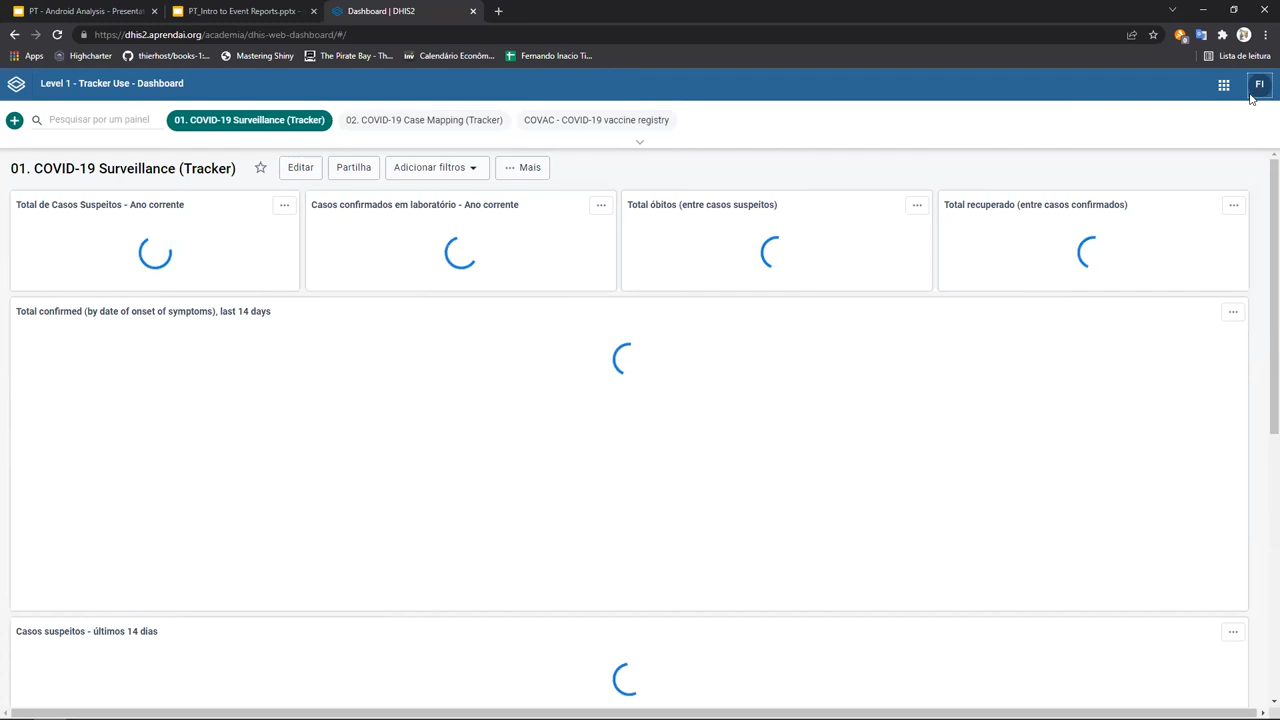 PT - Android Analysis - Presentat
PT_Intro to Event Reports.pptx -
Dashboard | DHIS2
https://dhis2.aprendai.org/academia/dhis-web-dashboard/#/
Apps
Highcharter
thierhost/books-1:...
Mastering Shiny
The Pirate Bay - Th...
inv
Calendário Econôm...
Fernando Inacio Ti...
Lista de leitura
Level 1 - Tracker Use - Dashboard
FI
Pesquisar por um painel
01. COVID-19 Surveillance (Tracker)
02. COVID-19 Case Mapping (Tracker)
COVAC - COVID-19 vaccine registry
01. COVID-19 Surveillance (Tracker)
Editar
Partilha
Adicionar filtros
Mais
Total de Casos Suspeitos - Ano corrente
Casos confirmados em laboratório - Ano corrente
Total óbitos (entre casos suspeitos)
Total recuperado (entre casos confirmados)
Total confirmed (by date of onset of symptoms), last 14 days
Casos suspeitos - últimos 14 dias